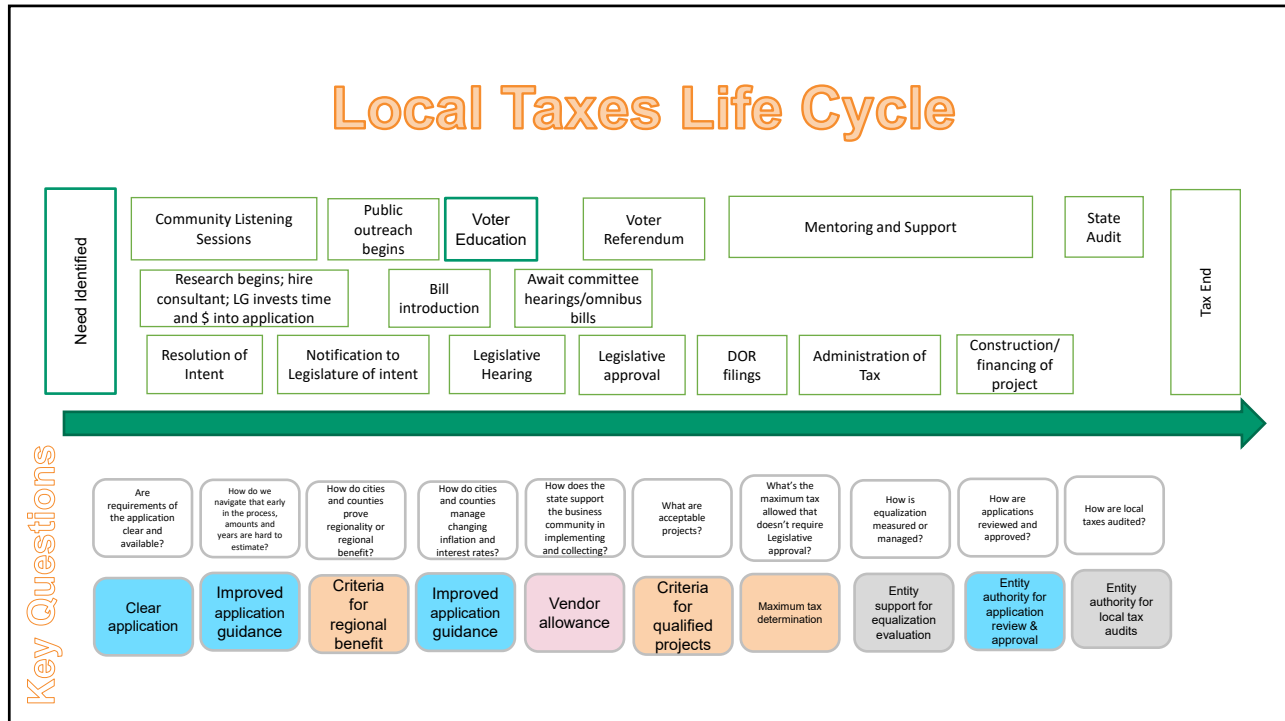 Local Taxes Life Cycle
Need Identified
Community Listening
Sessions
Public
outreach
begins
Voter
Education
Voter
Referendum
Mentoring and Support
State
Audit
Tax End
Research begins; hire
consultant; LG invests time
and $ into application
Bill
introduction
Await committee
hearings/omnibus
bills
Resolution of
Intent
Notification to
Legislature of intent
Legislative
Hearing
Legislative
approval
DOR
filings
Administration of
Tax
Construction/
financing of
project
Key Questions
Are
requirements of
the application
clear and
available?
How do we
navigate that early
in the process,
amounts and
years are hard to
estimate?
How do cities
and counties
prove
regionality or
regional
benefit?
How do cities
and counties
manage
changing
inflation and
interest rates?
How does the
state support
the business
community in
implementing
and collecting?
What are
acceptable
projects?
What's the
maximum tax
allowed that
doesn't require
Legislative
approval?
How is
equalization
measured or
managed?
How are
applications
reviewed and
approved?
How are local
taxes audited?
Clear
application
Improved
application
guidance
Criteria
for
regional
benefit
Improved
application
guidance
Vendor
allowance
Criteria
for
qualified
projects
Maximum tax
determination
Entity
support for
equalization
evaluation
Entity
authority for
application
review &
approval
Entity
authority for
local tax
audits